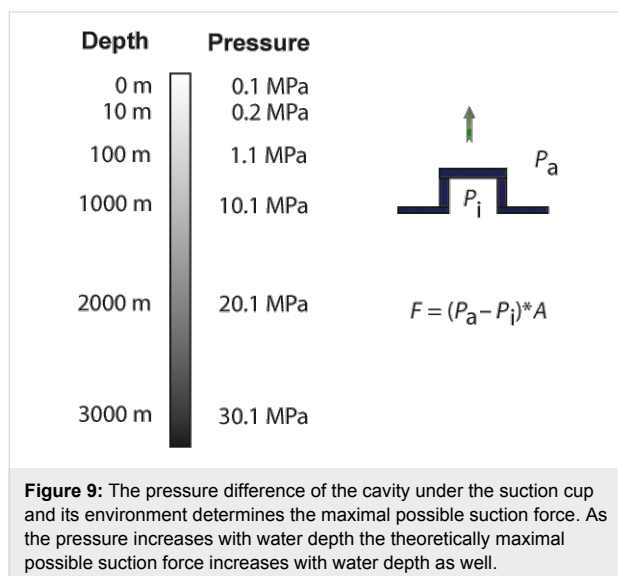 Depth Pressure
0 m 0.1 MPa
10 m 0.2 MPa
100 m 1.1 MPa
1000 m 10.1 MPa
2000 m 20.1 MPa
3000 m 30.1 MPa
Pa
Pi
F = (Pa – Pi)*A
Figure 9: The pressure difference of the cavity under the suction cup
and its environment determines the maximal possible suction force. As
the pressure increases with water depth the theoretically maximal
possible suction force increases with water depth as well.